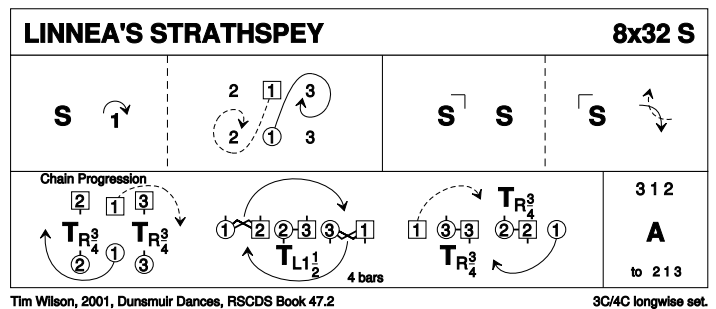 LINNEA'S STRATHSPEY 8x32 S
2 1 3
S 1 S S S
2 1 3
Chain Progression
2 1 3 3 1 2
T R 3/4 T R 3/4 T R 3/4
1 2 2 3 3 1 1 3 3 2 2 1 A
2 1 3 T L 1 1/2 T R 3/4
4 bars to 2 1 3
Tim Wilson, 2001, Dunsmuir Dances, RSCDS Book 47.2 3C/4C longwise set.